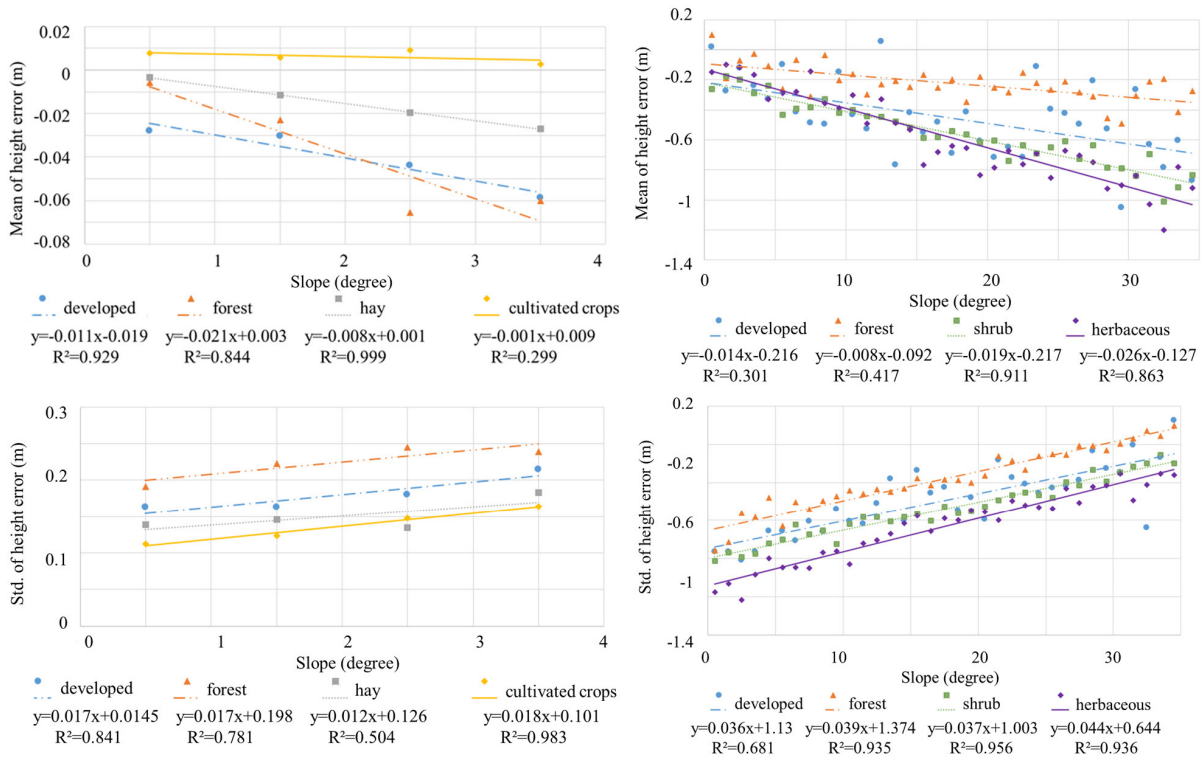 0.02
0
-0.02
-0.04
-0.06
-0.08
Mean of height error (m)
0 1 2 3 4
Slope (degree)
developed forest hay cultivated crops
y=-0.011x-0.019 y=-0.021x+0.003 y=-0.008x+0.001 y=-0.001x+0.009
R²=0.929 R²=0.844 R²=0.999 R²=0.299
0.2
-0.2
-0.6
-1
-1.4
Mean of height error (m)
0 10 20 30
Slope (degree)
developed forest shrub herbaceous
y=-0.014x-0.216 y=-0.008x-0.092 y=-0.019x-0.217 y=-0.026x-0.127
R²=0.301 R²=0.417 R²=0.911 R²=0.863
0.3
0.2
0.1
0
Std. of height error (m)
0 1 2 3 4
Slope (degree)
developed forest hay cultivated crops
y=0.017x+0.0145 y=0.017x+0.198 y=0.012x+0.126 y=0.018x+0.101
R²=0.841 R²=0.781 R²=0.504 R²=0.983
0.2
-0.2
-0.6
-1
-1.4
Std. of height error (m)
0 10 20 30
Slope (degree)
developed forest shrub herbaceous
y=0.036x+1.13 y=0.039x+1.374 y=0.037x+1.003 y=0.044x+0.644
R²=0.681 R²=0.935 R²=0.956 R²=0.936